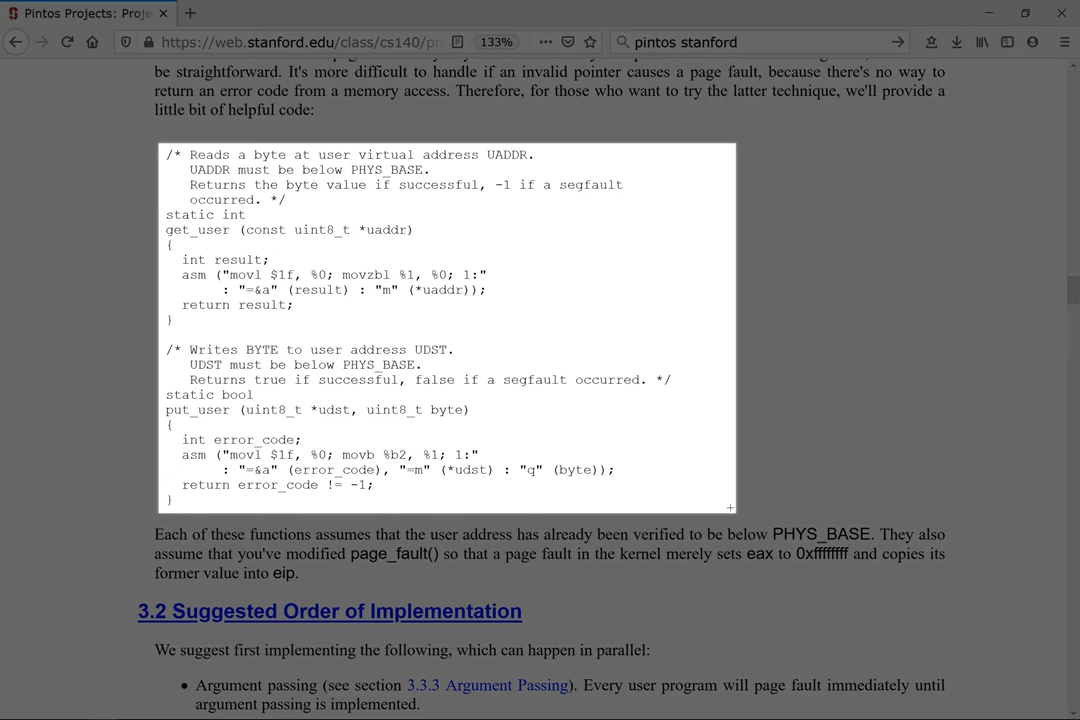 Pintos Projects: Proje
https://web.stanford.edu/class/cs140/pr
133%
pintos stanford
be straightforward. It's more difficult to handle if an invalid pointer causes a page fault, because there's no way to
return an error code from a memory access. Therefore, for those who want to try the latter technique, we'll provide a
little bit of helpful code:
/* Reads a byte at user virtual address UADDR.
UADDR must be below PHYS_BASE.
Returns the byte value if successful, -1 if a segfault
occurred. */
static int
get_user (const uint8_t *uaddr)
{
int result;
asm ("movl $1f, %0; movzbl %1, %0; 1:"
: "=&a" (result) : "m" (*uaddr));
return result;
}
/* Writes BYTE to user address UDST.
UDST must be below PHYS_BASE.
Returns true if successful, false if a segfault occurred. */
static bool
put_user (uint8_t *udst, uint8_t byte)
{
int error_code;
asm ("movl $1f, %0; movb %b2, %1; 1:"
: "=&a" (error_code), "=m" (*udst) : "q" (byte));
return error_code != -1;
}
Each of these functions assumes that the user address has already been verified to be below PHYS_BASE. They also
assume that you've modified page_fault() so that a page fault in the kernel merely sets eax to 0xffffffff and copies its
former value into eip.
3.2 Suggested Order of Implementation
We suggest first implementing the following, which can happen in parallel:
• Argument passing (see section 3.3.3 Argument Passing). Every user program will page fault immediately until
argument passing is implemented.